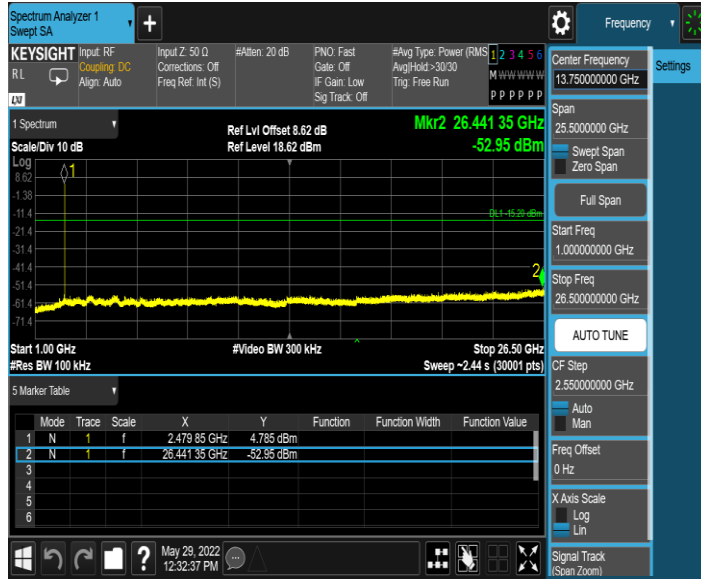 Spectrum Analyzer 1
Swept SA
+
Frequency
KEYSIGHT
RL
LXI
Input: RF
Coupling: DC
Align: Auto
Input Z: 50 Ω
Corrections: Off
Freq Ref: Int (S)
#Atten: 20 dB
PNO: Fast
Gate: Off
IF Gain: Low
Sig Track: Off
#Avg Type: Power (RMS
Avg|Hold:>30/30
Trig: Free Run
1 2 3 4 5 6
M W W W W W
P P P P P P
1 Spectrum
Scale/Div 10 dB
Ref Lvl Offset 8.62 dB
Ref Level 18.62 dBm
Mkr2 26.441 35 GHz
-52.95 dBm
Log
8.62
-1.38
-11.4
-21.4
-31.4
-41.4
-51.4
-61.4
-71.4
1
DL1 -15.20 dBm
2
Start 1.00 GHz
#Res BW 100 kHz
#Video BW 300 kHz
Stop 26.50 GHz
Sweep ~2.44 s (30001 pts)
5 Marker Table
Mode Trace Scale X Y Function Function Width Function Value
1 N 1 f 2.479 85 GHz 4.785 dBm
2 N 1 f 26.441 35 GHz -52.95 dBm
3
4
5
6
?
May 29, 2022
12:32:37 PM
Center Frequency
13.750000000 GHz
Settings
Span
25.5000000 GHz
Swept Span
Zero Span
Full Span
Start Freq
1.000000000 GHz
Stop Freq
26.500000000 GHz
AUTO TUNE
CF Step
2.550000000 GHz
Auto
Man
Freq Offset
0 Hz
X Axis Scale
Log
Lin
Signal Track
(Span Zoom)